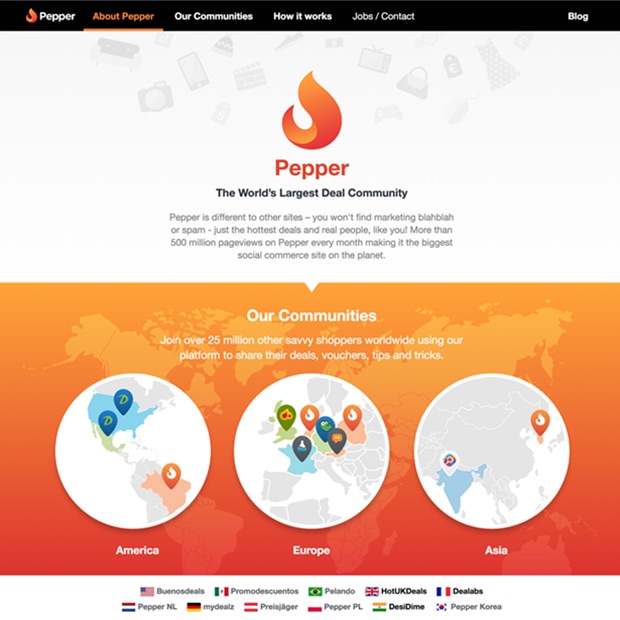 Pepper About Pepper Our Communities How it works Jobs / Contact Blog
Pepper
The World's Largest Deal Community
Pepper is different to other sites – you won't find marketing blahblah
or spam - just the hottest deals and real people, like you! More than
500 million pageviews on Pepper every month making it the biggest
social commerce site on the planet.
Our Communities
Join over 25 million other savvy shoppers worldwide using our
platform to share their deals, vouchers, tips and tricks.
America Europe Asia
Buenosdeals Promodescuentos Pelando HotUKDeals Dealabs
Pepper NL mydealz Preisjäger Pepper PL DesiDime Pepper Korea